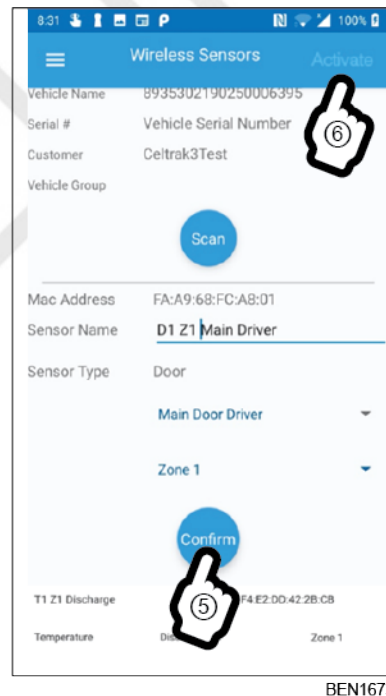 8:31 100%
Wireless Sensors Activate
Vehicle Name 8935302190250006395
Serial # Vehicle Serial Number
6
Customer Celtrak3Test
Vehicle Group
Scan
Mac Address FA:A9:68:FC:A8:01
Sensor Name D1 Z1 Main Driver
Sensor Type Door
Main Door Driver
Zone 1
Confirm
T1 Z1 Discharge F4:E2:DD:42:2B:CB
5
Temperature Zone 1
BEN167